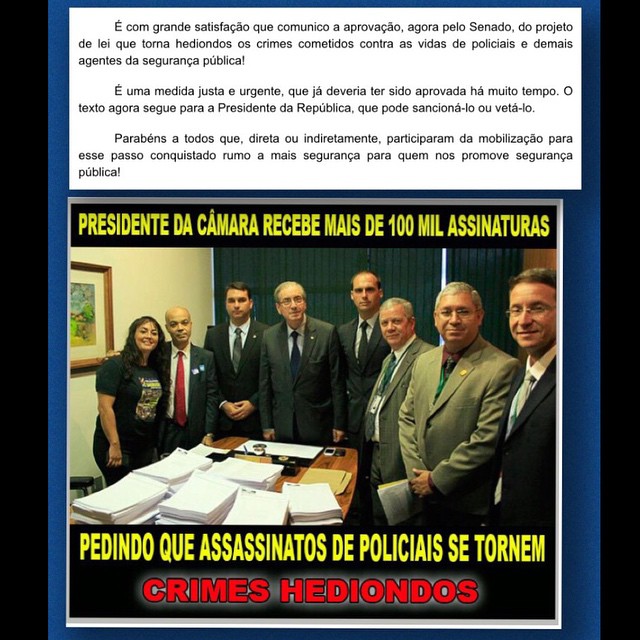 É com grande satisfação que comunico a aprovação, agora pelo Senado, do projeto
de lei que torna hediondos os crimes cometidos contra as vidas de policiais e demais
agentes da segurança pública!
É uma medida justa e urgente, que já deveria ter sido aprovada há muito tempo. O
texto agora segue para a Presidente da República, que pode sancioná-lo ou vetá-lo.
Parabéns a todos que, direta ou indiretamente, participaram da mobilização para
esse passo conquistado rumo a mais segurança para quem nos promove segurança
pública!
PRESIDENTE DA CÂMARA RECEBE MAIS DE 100 MIL ASSINATURAS
PEDINDO QUE ASSASSINATOS DE POLICIAIS SE TORNEM
CRIMES HEDIONDOS